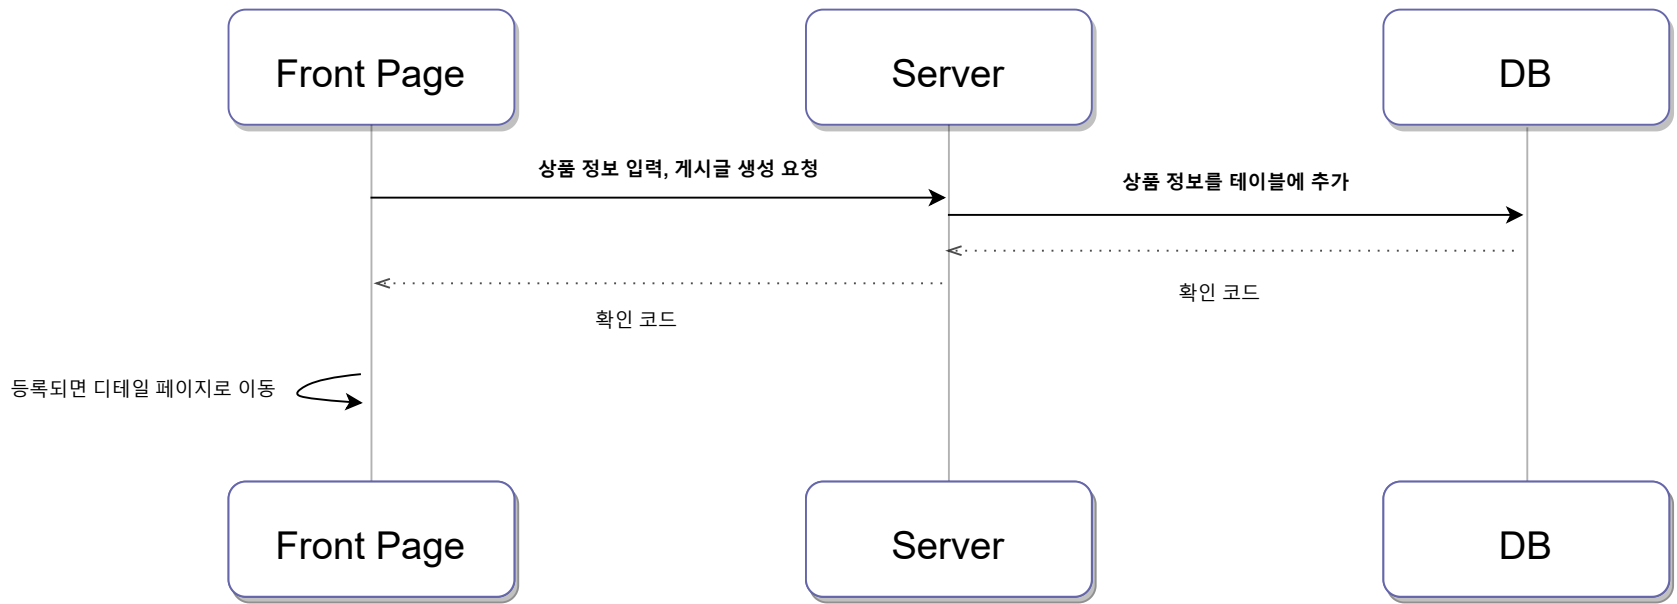 Front Page
Server
DB
상품 정보 입력, 게시글 생성 요청
상품 정보를 테이블에 추가
확인 코드
확인 코드
등록되면 디테일 페이지로 이동
Front Page
Server
DB